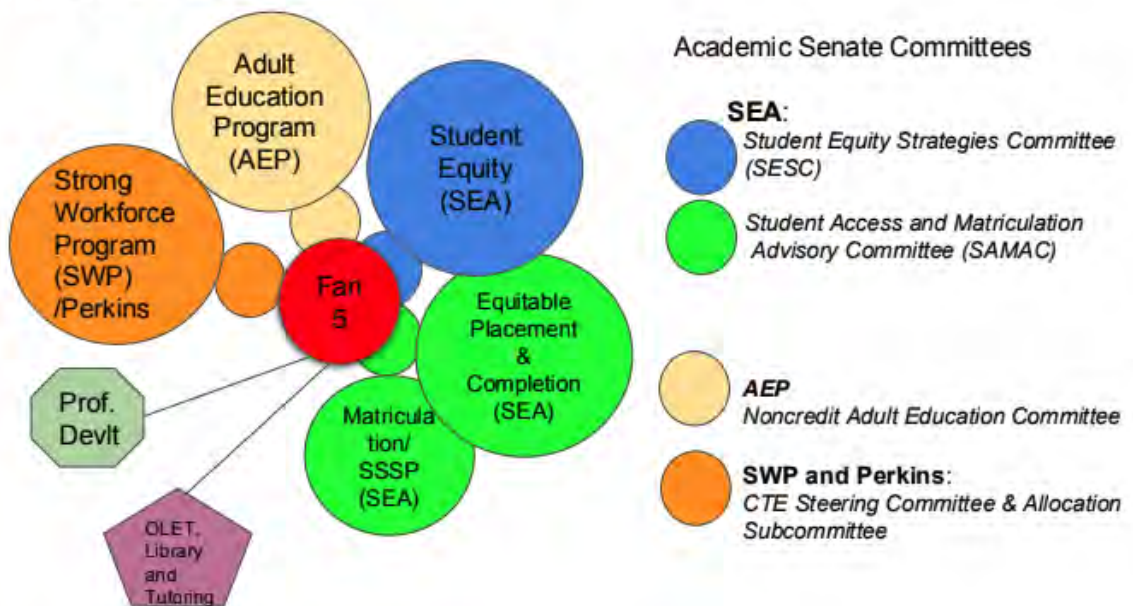 Adult
Education
Program
(AEP)
Student
Equity
(SEA)
Strong
Workforce
Program
(SWP)
/Perkins
Fan
5
Equitable
Placement
&
Completion
(SEA)
Matricula
tion/
SSSP
(SEA)
Prof.
Devlt
OLET,
Library
and
Tutoring
Academic Senate Committees
SEA:
Student Equity Strategies Committee
(SESC)
Student Access and Matriculation
Advisory Committee (SAMAC)
AEP
Noncredit Adult Education Committee
SWP and Perkins:
CTE Steering Committee & Allocation
Subcommittee